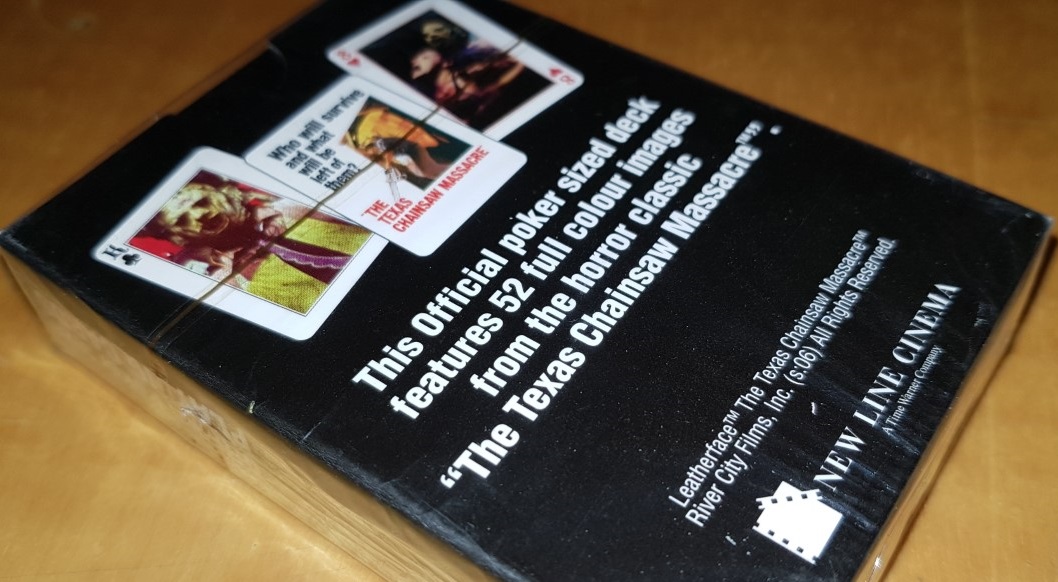 Who will survive
and what
will be
left of
them?
"THE
TEXAS
CHAINSAW MASSACRE"
This Official poker sized deck
features 52 full colour images
from the horror classic
“The Texas Chainsaw Massacre™”.
Leatherface™ The Texas Chainsaw Massacre™
River City Films, Inc. (s:06) All Rights Reserved.
NEW LINE CINEMA
A Time Warner Company